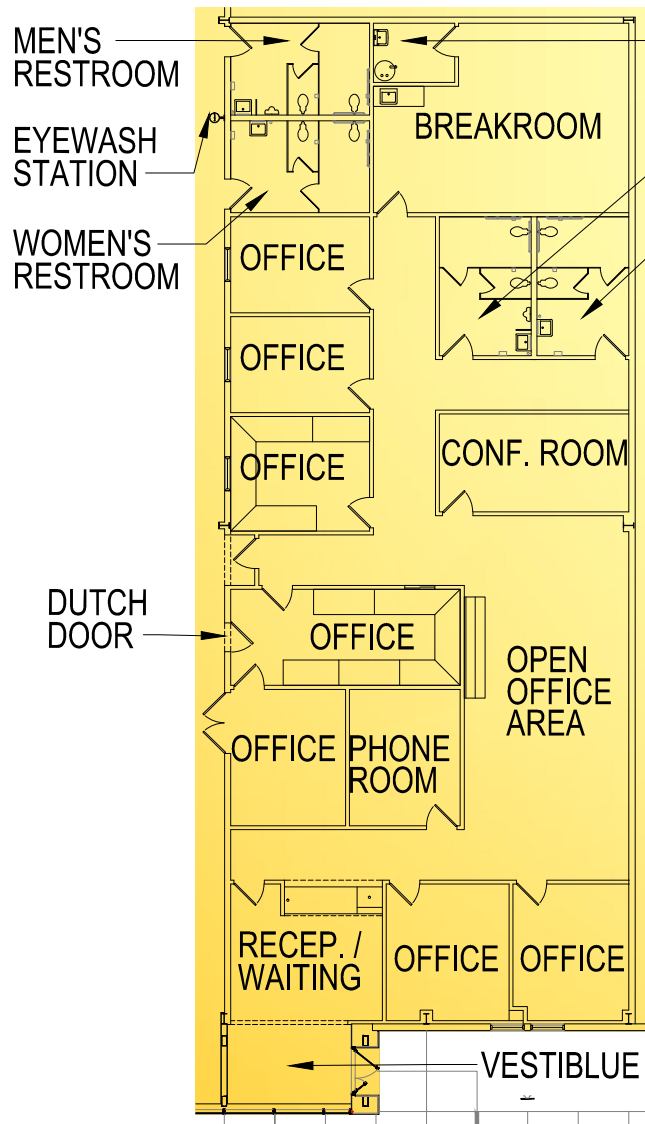 MEN'S
RESTROOM
BREAKROOM
EYEWASH
STATION
WOMEN'S
RESTROOM
OFFICE
OFFICE
OFFICE
CONF. ROOM
DUTCH
DOOR
OFFICE
OPEN
OFFICE
AREA
OFFICE
PHONE
ROOM
RECEP. /
WAITING
OFFICE
OFFICE
VESTIBLUE